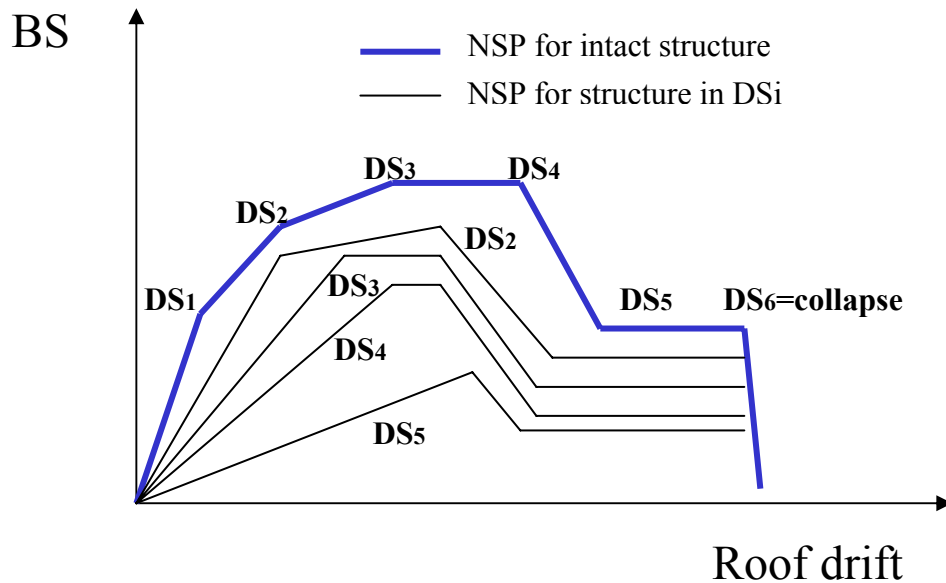 BS
NSP for intact structure
NSP for structure in DSi
DS3
DS4
DS2
DS2
DS1
DS3
DS5
DS6=collapse
DS4
DS5
Roof drift